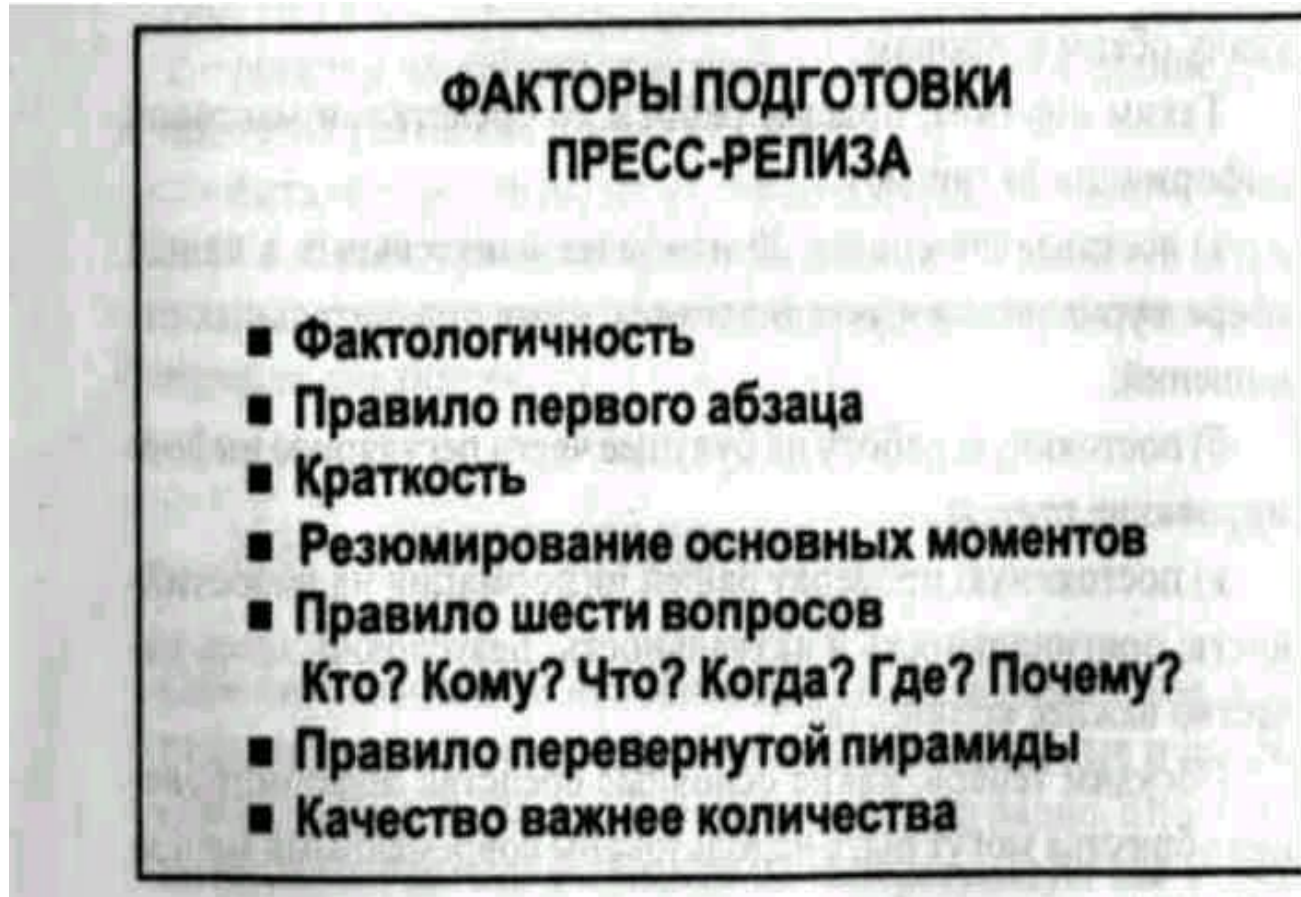 ФАКТОРЫ ПОДГОТОВКИ
ПРЕСС-РЕЛИЗА
■ Фактологичность
■ Правило первого абзаца
■ Краткость
■ Резюмирование основных моментов
■ Правило шести вопросов
Кто? Кому? Что? Когда? Где? Почему?
■ Правило перевернутой пирамиды
■ Качество важнее количества